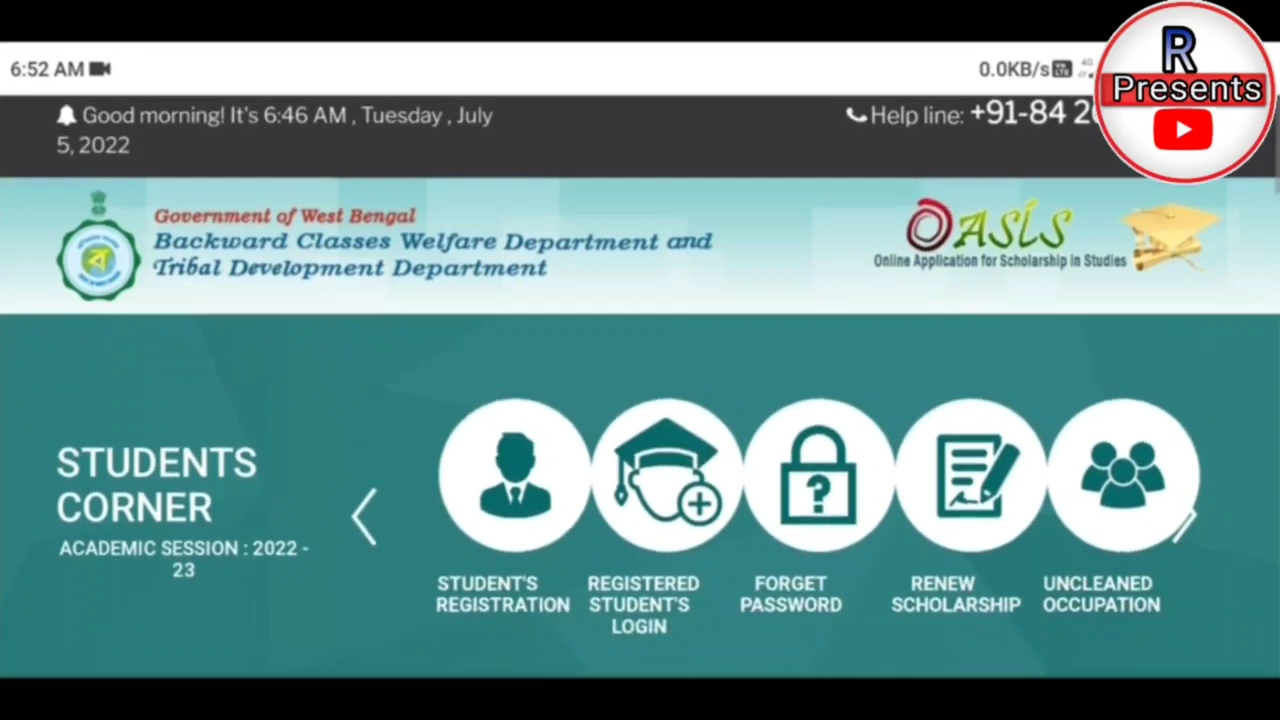 6:52 AM
0.0KB/s
R
Presents
Good morning! It's 6:46 AM , Tuesday , July
5, 2022
Help line: +91-84
Government of West Bengal
Backward Classes Welfare Department and
Tribal Development Department
OASIS
Online Application for Scholarship in Studies
STUDENTS
CORNER
ACADEMIC SESSION : 2022 -
23
STUDENT'S
REGISTRATION
REGISTERED
STUDENT'S
LOGIN
FORGET
PASSWORD
RENEW
SCHOLARSHIP
UNCLEANED
OCCUPATION